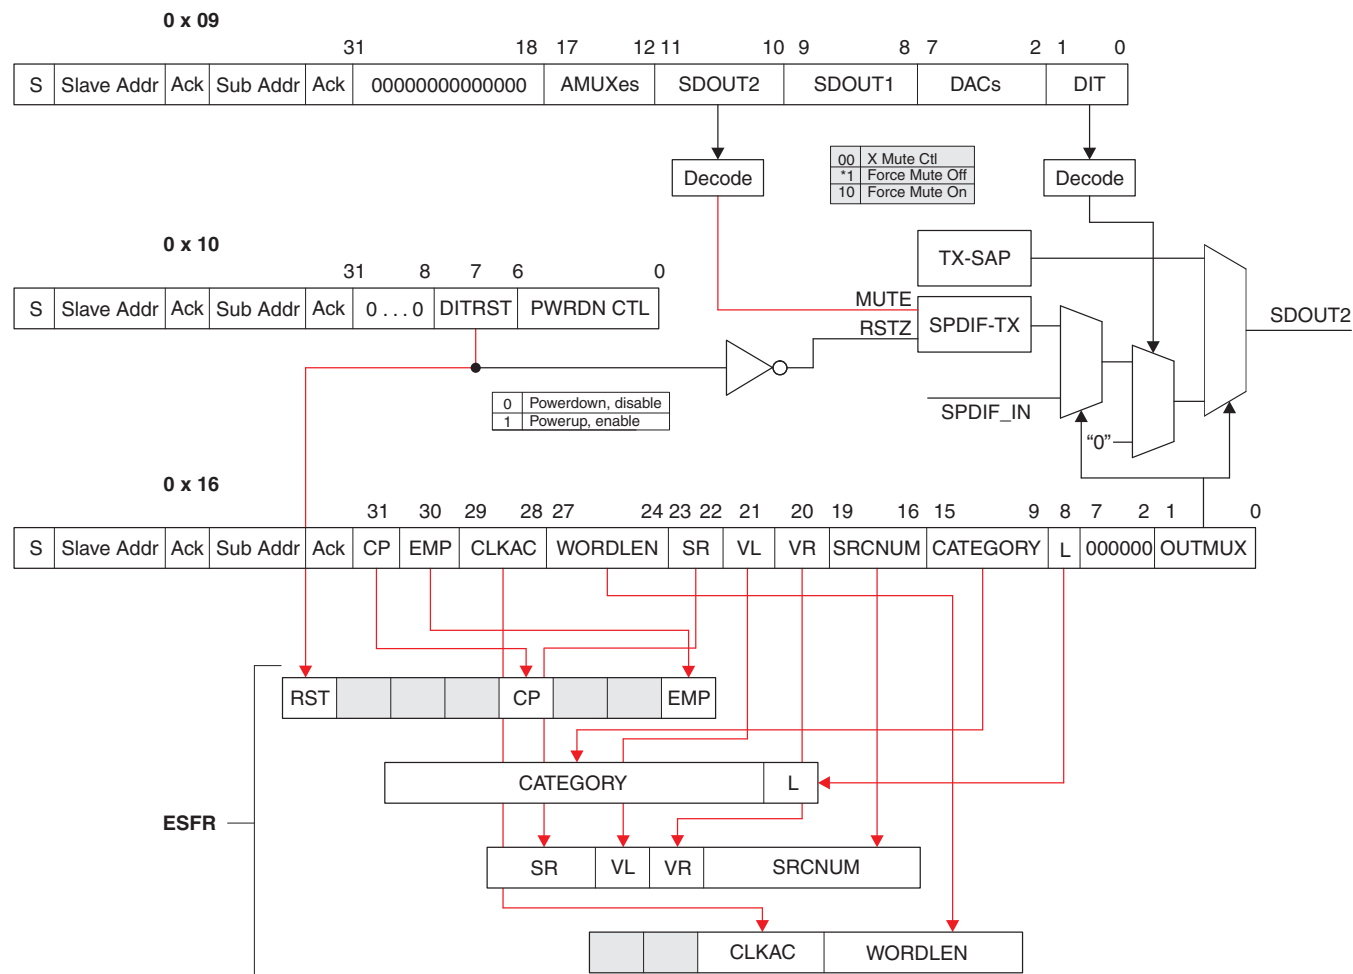 0 x 09
31 18 17 12 11 10 9 8 7 2 1 0
S Slave Addr Ack Sub Addr Ack 00000000000000 AMUXes SDOUT2 SDOUT1 DACs DIT
Decode
00 X Mute Ctl
*1 Force Mute Off
10 Force Mute On
Decode
0 x 10
31 8 7 6 0
S Slave Addr Ack Sub Addr Ack 0 . . . 0 DITRST PWRDN CTL
TX-SAP
MUTE
RSTZ
SPDIF-TX
SDOUT2
0 Powerdown, disable
1 Powerup, enable
SPDIF_IN
“0”
0 x 16
31 30 29 28 27 24 23 22 21 20 19 16 15 9 8 7 2 1 0
S Slave Addr Ack Sub Addr Ack CP EMP CLKAC WORDLEN SR VL VR SRCNUM CATEGORY L 000000 OUTMUX
RST CP EMP
CATEGORY L
ESFR
SR VL VR SRCNUM
CLKAC WORDLEN